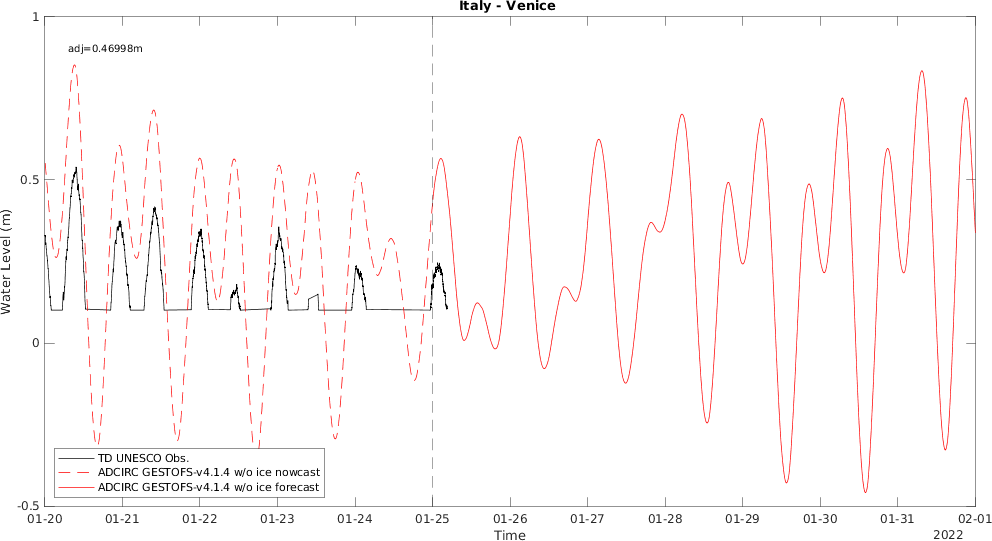 Italy - Venice
adj=0.46998m
Water Level (m)
1
0.5
0
-0.5
TD UNESCO Obs.
ADCIRC GESTOFS-v4.1.4 w/o ice nowcast
ADCIRC GESTOFS-v4.1.4 w/o ice forecast
01-20 01-21 01-22 01-23 01-24 01-25 01-26 01-27 01-28 01-29 01-30 01-31 02-01
Time
2022